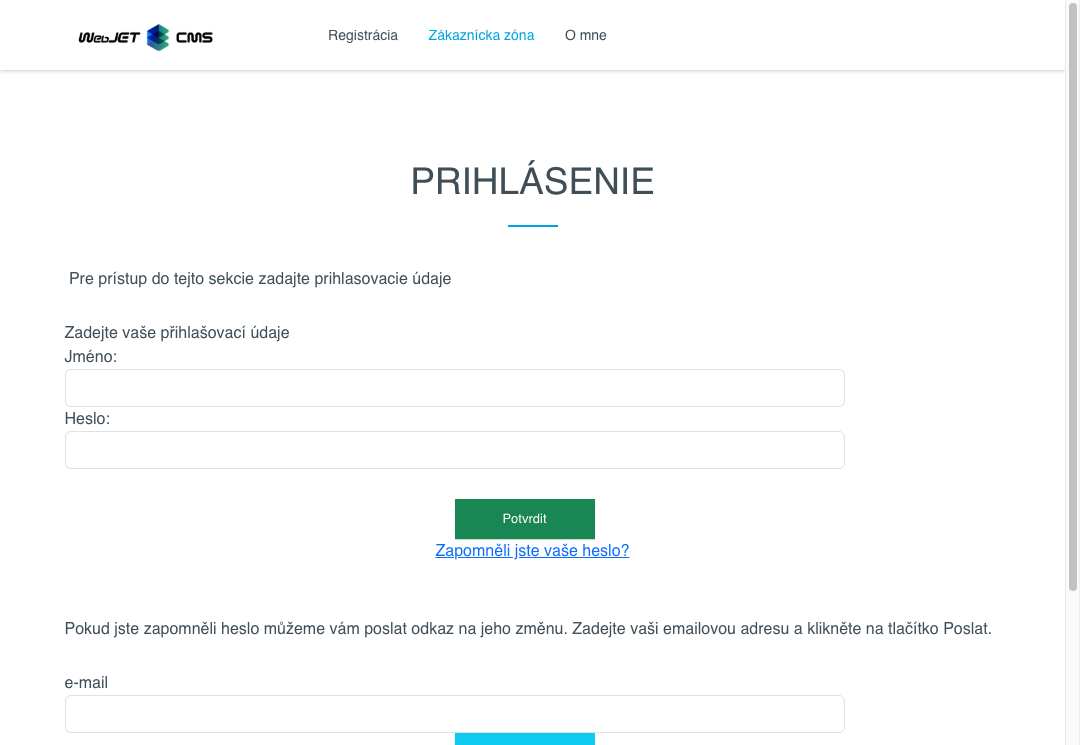 WebJET CMS
Registrácia Zákaznícka zóna O mne
PRIHLÁSENIE
Pre prístup do tejto sekcie zadajte prihlasovacie údaje
Zadejte vaše přihlašovací údaje
Jméno:
Heslo:
Potvrdit
Zapomněli jste vaše heslo?
Pokud jste zapomněli heslo můžeme vám poslat odkaz na jeho změnu. Zadejte vaši emailovou adresu a klikněte na tlačítko Poslat.
e-mail